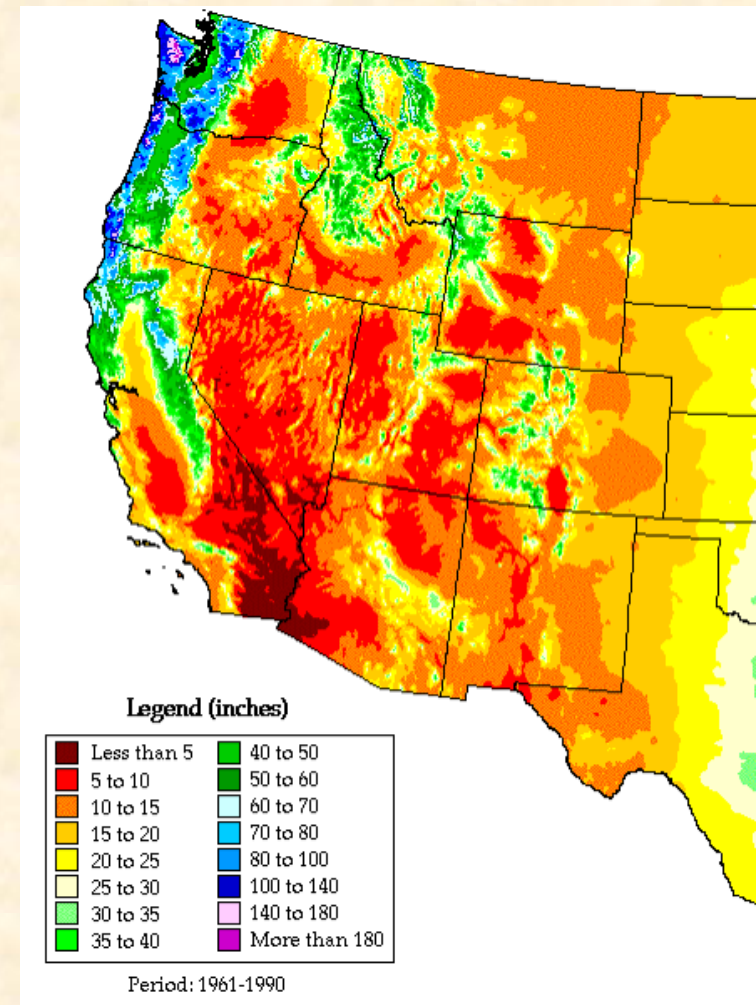 Legend (inches)
Less than 5
5 to 10
10 to 15
15 to 20
20 to 25
25 to 30
30 to 35
35 to 40
40 to 50
50 to 60
60 to 70
70 to 80
80 to 100
100 to 140
140 to 180
More than 180
Period: 1961-1990